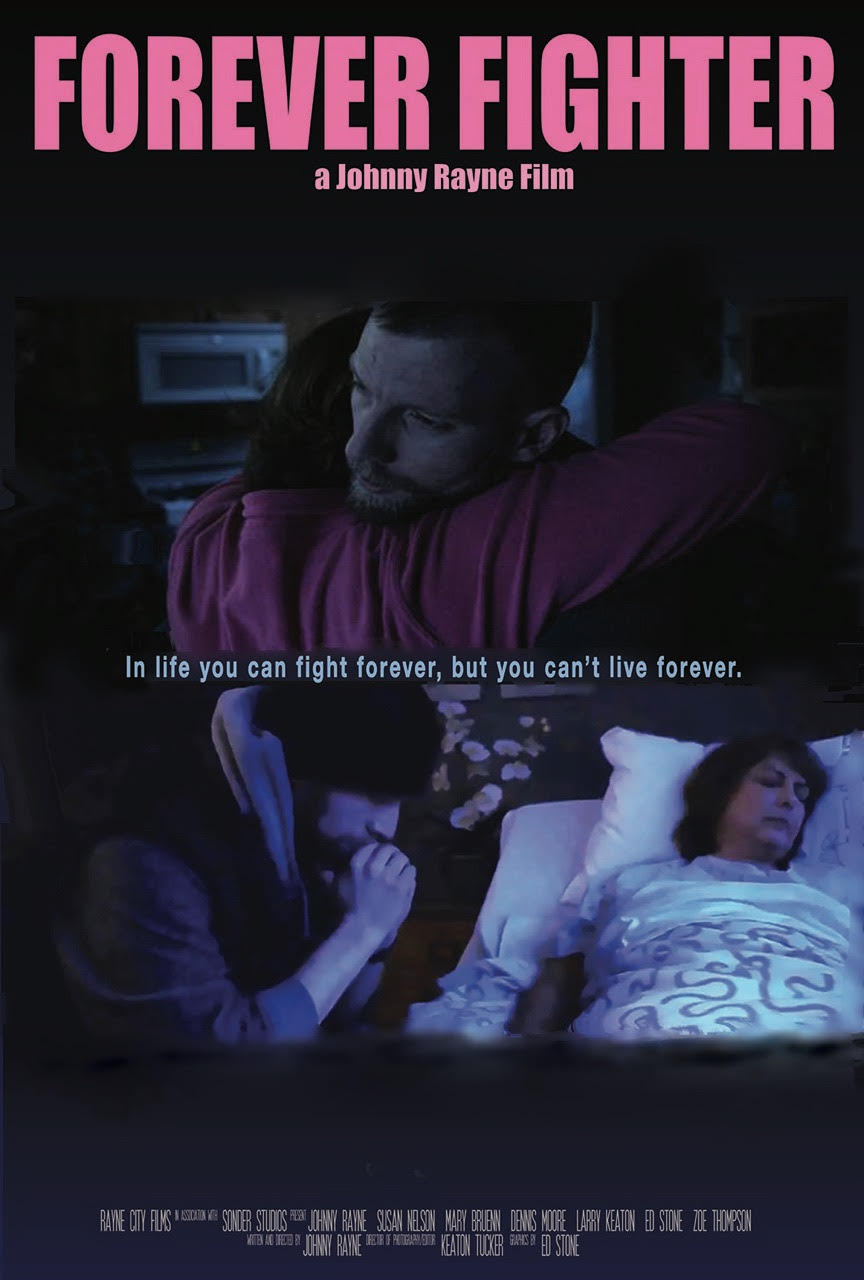 FOREVER FIGHTER
a Johnny Rayne Film
In life you can fight forever, but you can't live forever.
RAYNE CITY FILMS IN ASSOCIATION WITH SONDER STUDIOS PRESENT JOHNNY RAYNE SUSAN NELSON MARY BRUENN DENNIS MOORE LARRY KEATON ED STONE ZOE THOMPSON
WRITTEN AND DIRECTED BY JOHNNY RAYNE DIRECTOR OF PHOTOGRAPHY/EDITOR KEATON TUCKER GRAPHICS BY ED STONE